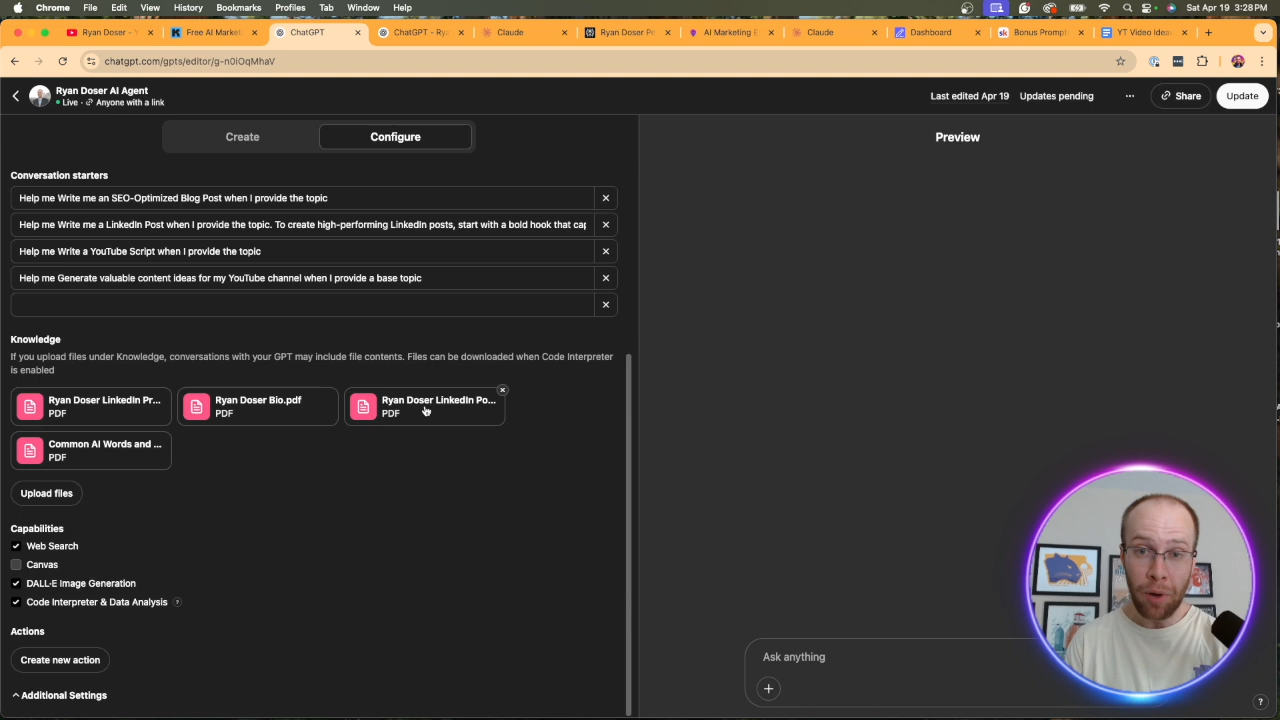 Chrome File Edit View History Bookmarks Profiles Tab Window Help Sat Apr 19 3:28 PM
Ryan Doser - Y Free AI Market ChatGPT ChatGPT - Rya Claude Ryan Doser Pe AI Marketing E Claude Dashboard Bonus Prompt YT Video Idea
chatgpt.com/gpts/editor/g-n0iOqMhaV
Ryan Doser AI Agent
Live · Anyone with a link
Last edited Apr 19 Updates pending ... Share Update
Create Configure
Preview
Conversation starters
Help me Write me an SEO-Optimized Blog Post when I provide the topic
Help me Write me a LinkedIn Post when I provide the topic. To create high-performing LinkedIn posts, start with a bold hook that cap
Help me Write a YouTube Script when I provide the topic
Help me Generate valuable content ideas for my YouTube channel when I provide a base topic
Knowledge
If you upload files under Knowledge, conversations with your GPT may include file contents. Files can be downloaded when Code Interpreter
is enabled
Ryan Doser LinkedIn Pr...
PDF
Ryan Doser Bio.pdf
PDF
Ryan Doser LinkedIn Po...
PDF
Common AI Words and ...
PDF
Upload files
Capabilities
Web Search
Canvas
DALL·E Image Generation
Code Interpreter & Data Analysis ?
Actions
Create new action
Additional Settings
Ask anything
?